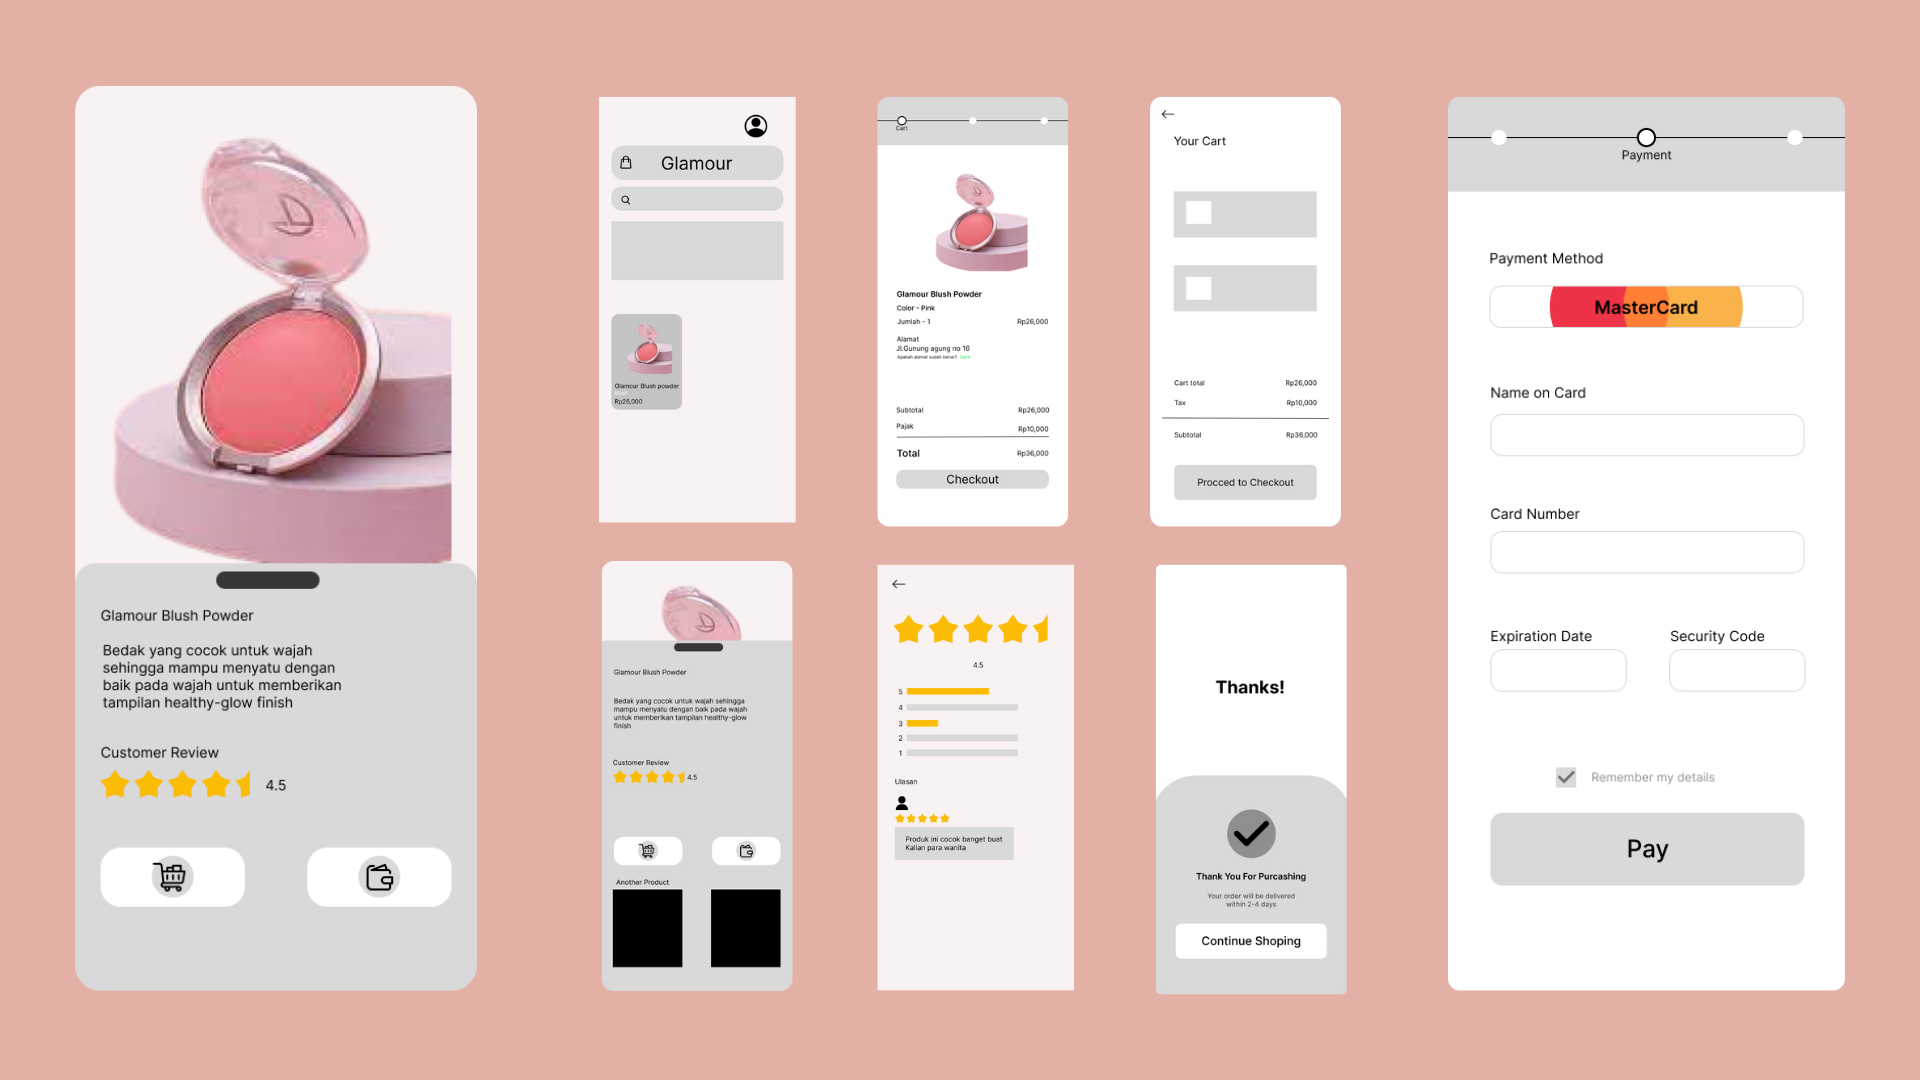 Glamour Blush Powder
Bedak yang cocok untuk wajah
sehingga mampu menyatu dengan
baik pada wajah untuk memberikan
tampilan healthy-glow finish
Customer Review
4.5
Glamour
Glamour Blush powder
Blush
Rp26,000
Cart
Glamour Blush Powder
Color - Pink
Jumlah - 1 Rp26,000
Alamat
Jl.Gunung agung no 16
Apakah alamat sudah benar? Ganti
Subtotal Rp26,000
Pajak Rp10,000
Total Rp36,000
Checkout
Your Cart
Cart total Rp26,000
Tax Rp10,000
Subtotal Rp36,000
Procced to Checkout
Glamour Blush Powder
Bedak yang cocok untuk wajah sehingga
mampu menyatu dengan baik pada wajah
untuk memberikan tampilan healthy-glow
finish
Customer Review
4.5
Another Product
4.5
5
4
3
2
1
Ulasan
Produk ini cocok banget buat
Kalian para wanita
Thanks!
Thank You For Purcashing
Your order will be delivered
within 2-4 days
Continue Shoping
Payment
Payment Method
MasterCard
Name on Card
Card Number
Expiration Date Security Code
Remember my details
Pay